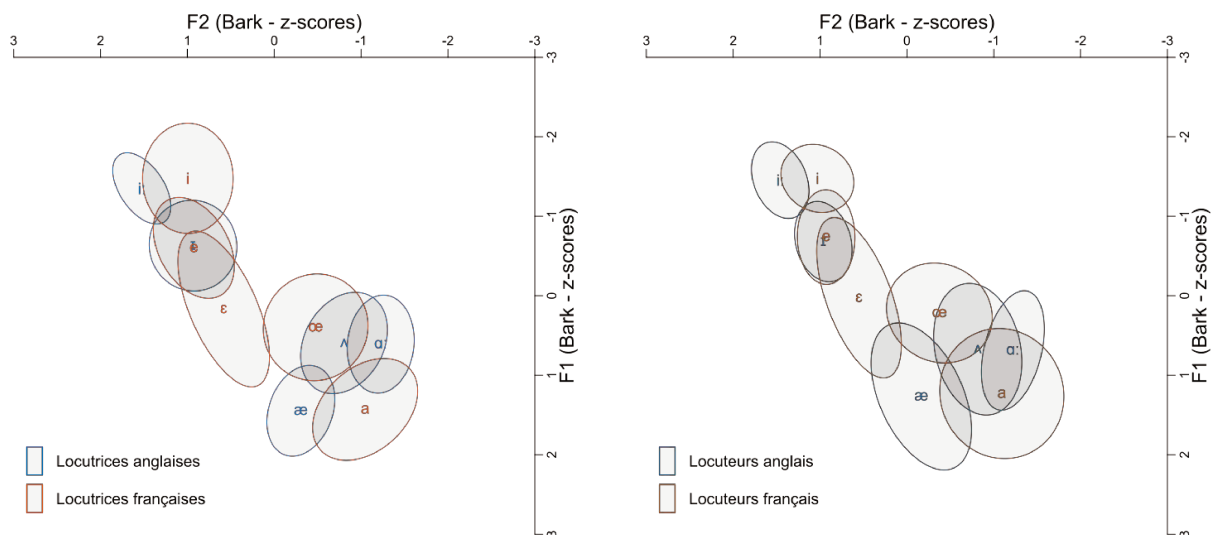 F2 (Bark - z-scores)
3 2 1 0 -1 -2 -3
-3
-2
-1
0
1
2
3
F1 (Bark - z-scores)
iː
i
ɪ
e
ɛ
œ
ʌ
ɑː
æ
a
Locutrices anglaises
Locutrices françaises
F2 (Bark - z-scores)
3 2 1 0 -1 -2 -3
-3
-2
-1
0
1
2
3
F1 (Bark - z-scores)
iː
i
e
ɪ
ɛ
œ
ʌ
ɑː
æ
a
Locuteurs anglais
Locuteurs français